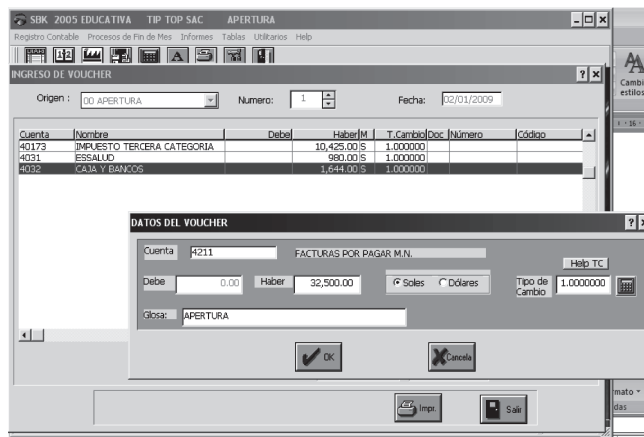 SBK 2005 EDUCATIVA TIP TOP SAC APERTURA
Registro Contable Procesos de Fin de Mes Informes Tablas Utilitarios Help
INGRESO DE VOUCHER
Origen : 00 APERTURA Numero: 1 Fecha: 02/01/2009
Cambi
estilos
Cuenta Nombre Debe Haber M T.Cambio Doc Número Código
40173 IMPUESTO TERCERA CATEGORIA 10,425.00 S 1.000000
4031 ESSALUD 980.00 S 1.000000
4032 CAJA Y BANCOS 1,644.00 S 1.000000
DATOS DEL VOUCHER
Cuenta 4211 FACTURAS POR PAGAR M.N.
Help TC
Debe 0.00 Haber 32,500.00 Soles Dólares Tipo de Cambio 1.0000000
Glosa: APERTURA
OK Cancela
Impr. Salir
mato
das